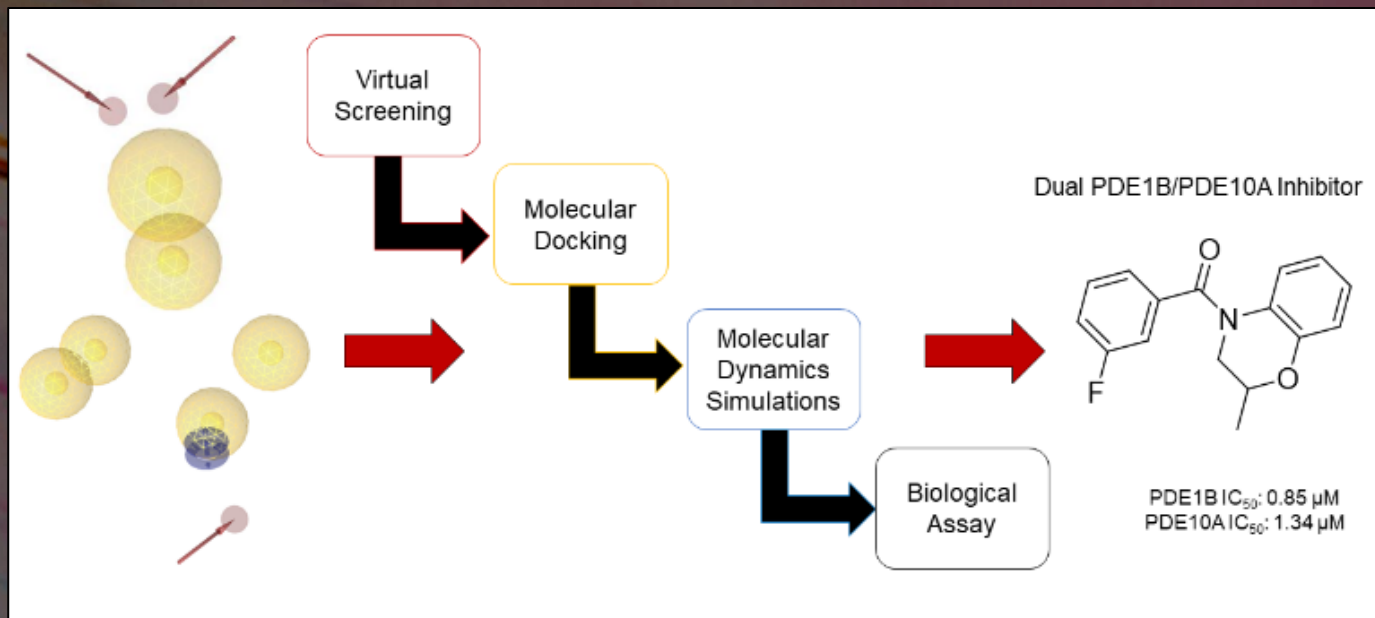 Virtual
Screening
Molecular
Docking
Molecular
Dynamics
Simulations
Biological
Assay
Dual PDE1B/PDE10A Inhibitor
O
N
O
F
PDE1B IC₅₀: 0.85 µM
PDE10A IC₅₀: 1.34 µM